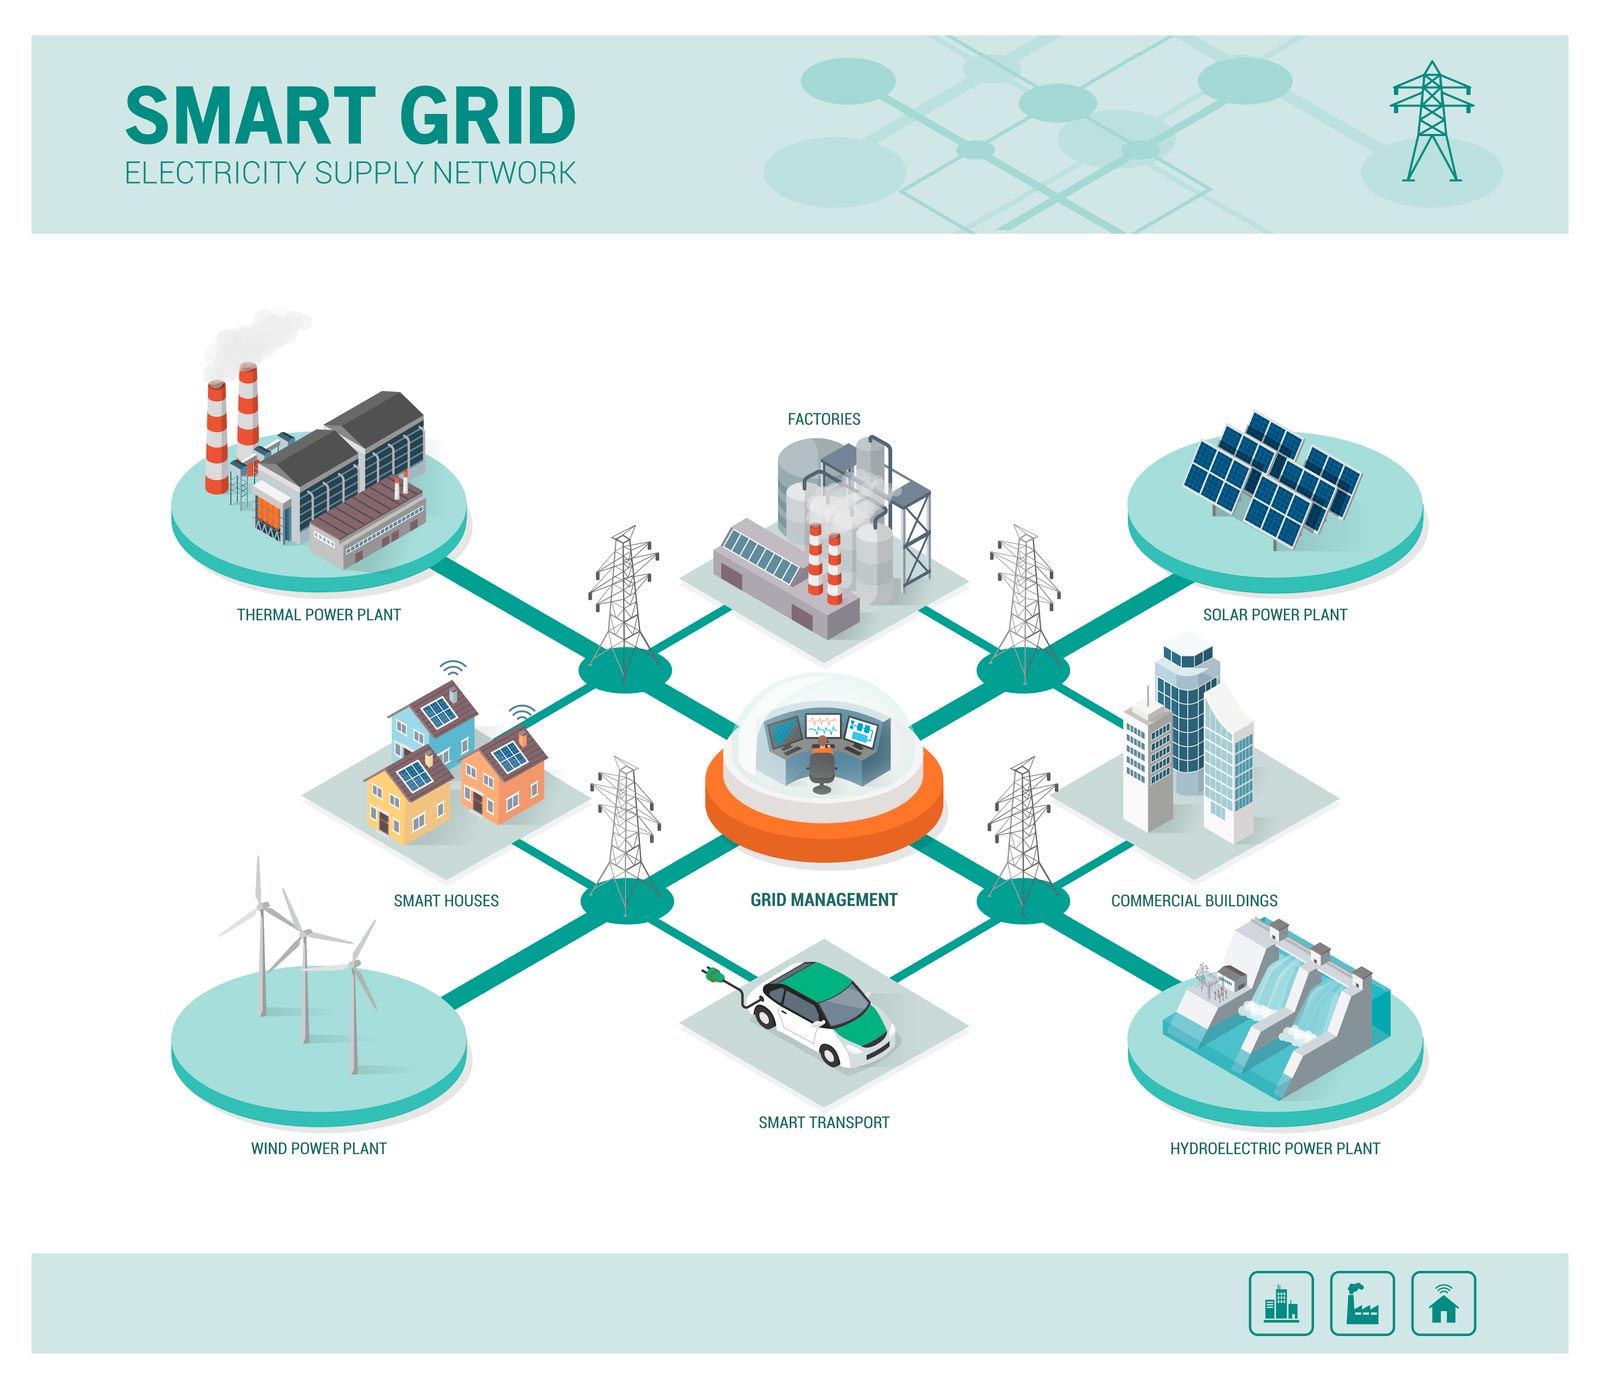 SMART GRID
ELECTRICITY SUPPLY NETWORK
FACTORIES
THERMAL POWER PLANT
SOLAR POWER PLANT
SMART HOUSES
GRID MANAGEMENT
COMMERCIAL BUILDINGS
SMART TRANSPORT
WIND POWER PLANT
HYDROELECTRIC POWER PLANT